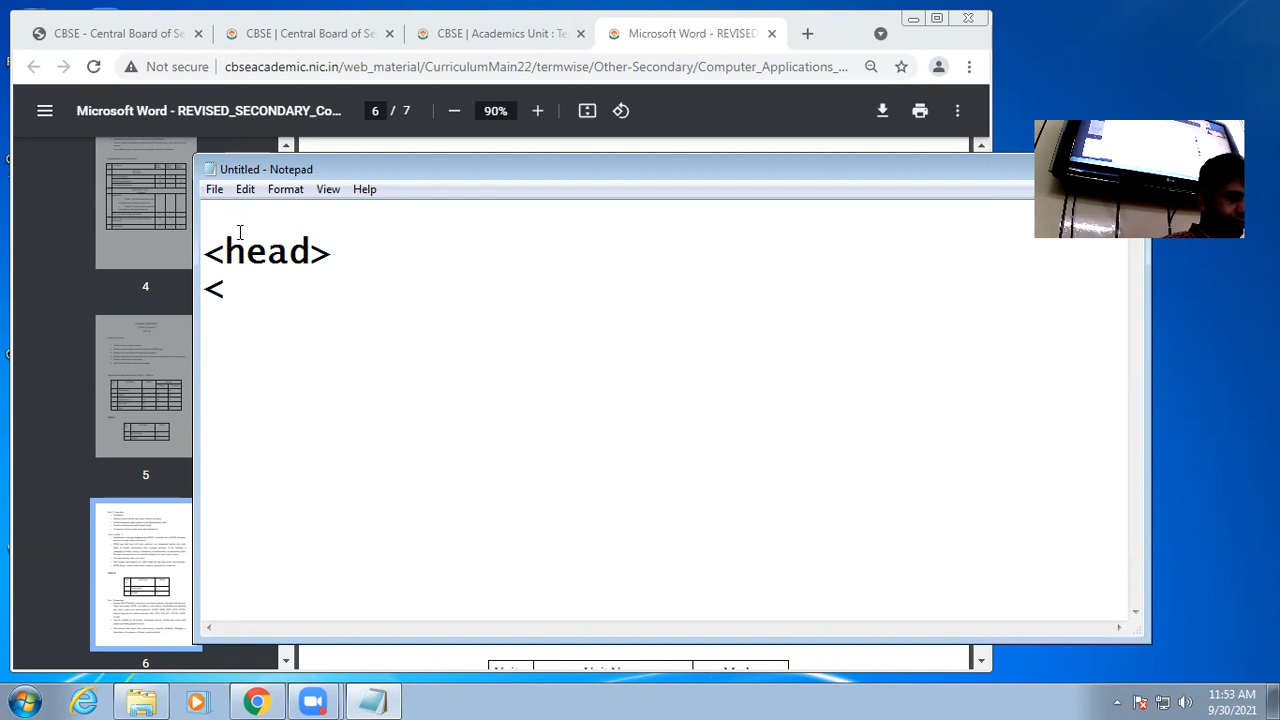 CBSE - Central Board of Se
CBSE | Central Board of Se
CBSE | Academics Unit : Te
Microsoft Word - REVISED
Not secure
cbseacademic.nic.in/web_material/CurriculumMain22/termwise/Other-Secondary/Computer_Applications_...
Microsoft Word - REVISED_SECONDARY_Co...
6 / 7
90%
Untitled - Notepad
File Edit Format View Help
<head>
<
4
5
6
11:53 AM
9/30/2021